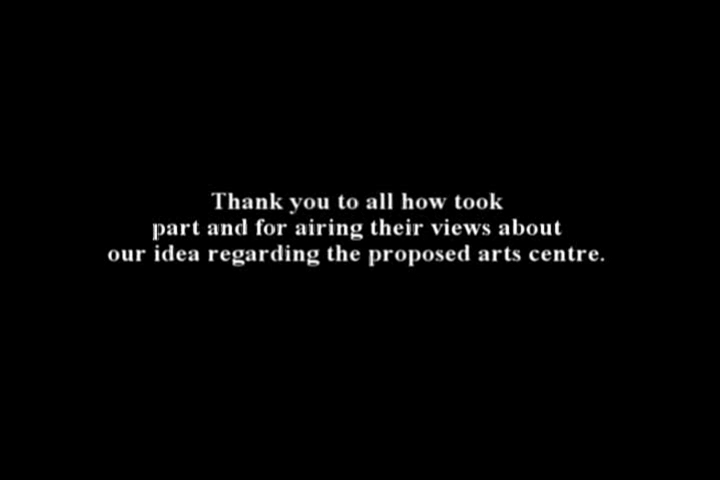 Thank you to all how took
part and for airing their views about
our idea regarding the proposed arts centre.